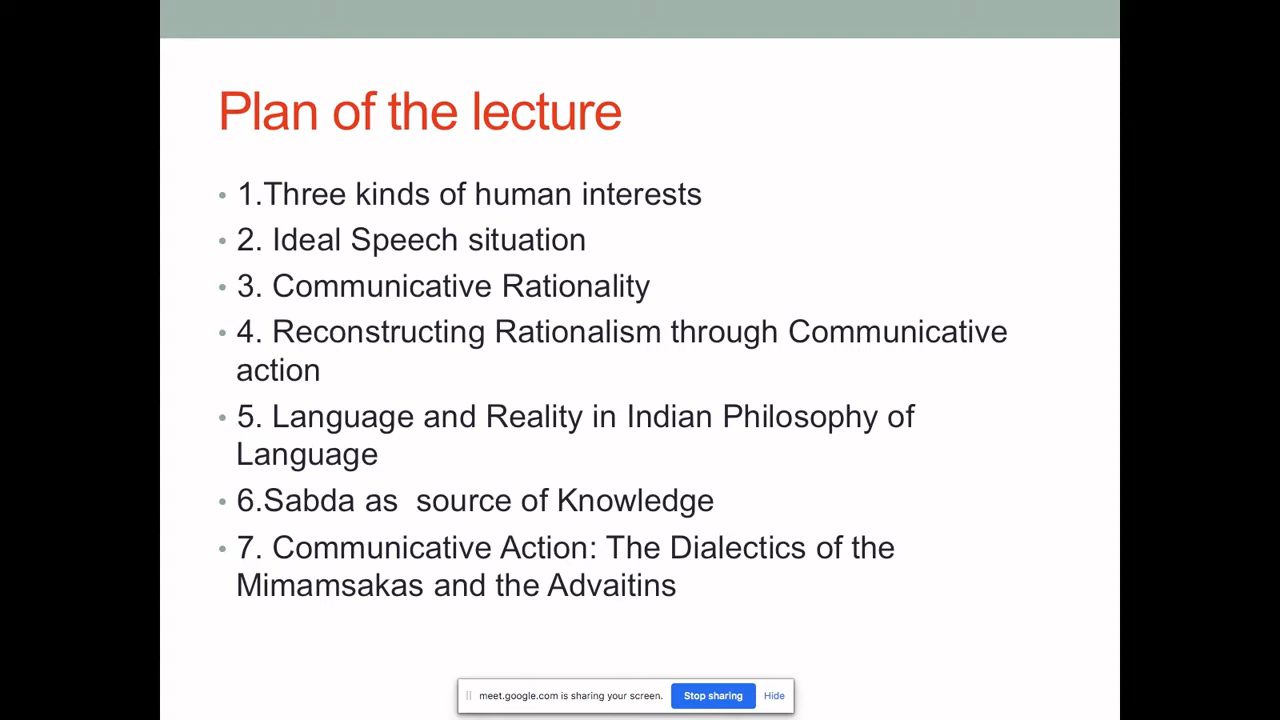 Plan of the lecture
• 1.Three kinds of human interests
• 2. Ideal Speech situation
• 3. Communicative Rationality
• 4. Reconstructing Rationalism through Communicative
action
• 5. Language and Reality in Indian Philosophy of
Language
• 6.Sabda as  source of Knowledge
• 7. Communicative Action: The Dialectics of the
Mimamsakas and the Advaitins
meet.google.com is sharing your screen. Stop sharing Hide